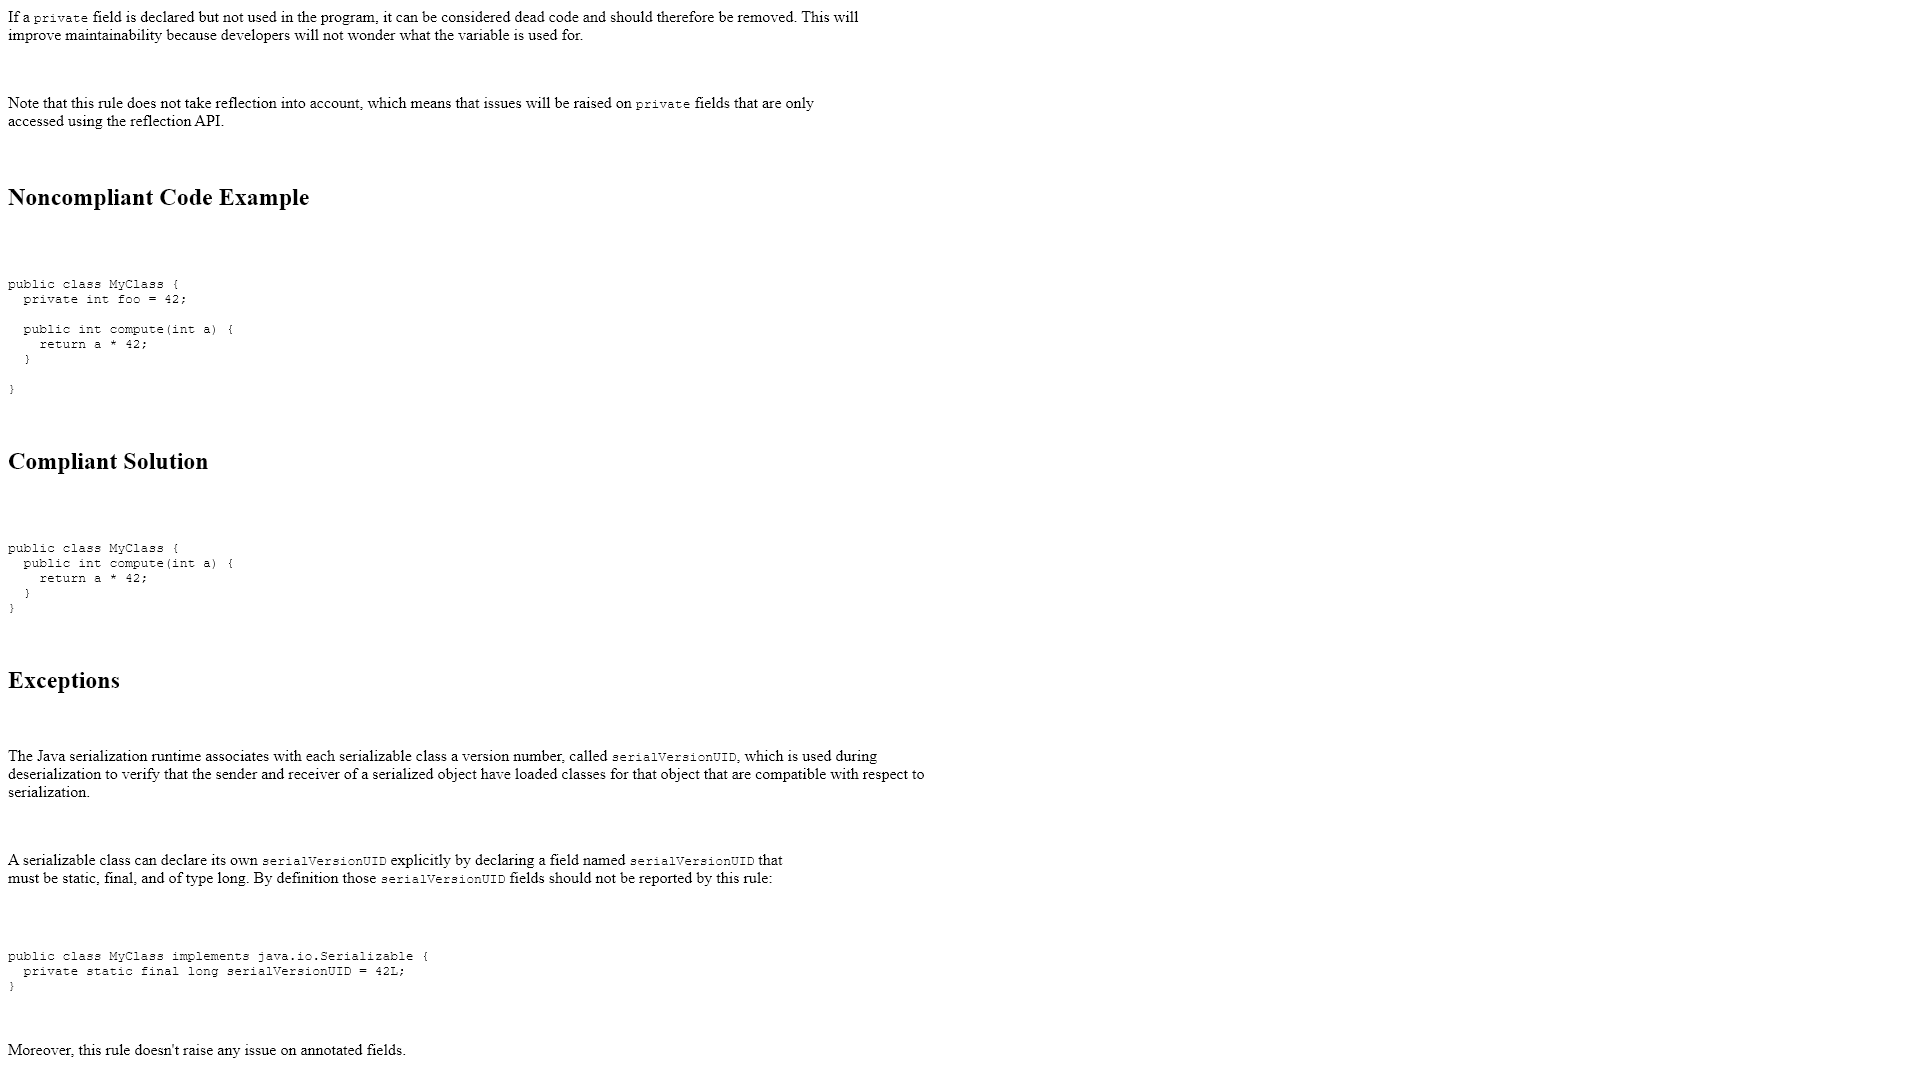 If a private field is declared but not used in the program, it can be considered dead code and should therefore be removed. This will
improve maintainability because developers will not wonder what the variable is used for.
Note that this rule does not take reflection into account, which means that issues will be raised on private fields that are only
accessed using the reflection API.
Noncompliant Code Example
public class MyClass {
  private int foo = 42;
  public int compute(int a) {
    return a * 42;
  }
}
Compliant Solution
public class MyClass {
  public int compute(int a) {
    return a * 42;
  }
}
Exceptions
The Java serialization runtime associates with each serializable class a version number, called serialVersionUID, which is used during
deserialization to verify that the sender and receiver of a serialized object have loaded classes for that object that are compatible with respect to
serialization.
A serializable class can declare its own serialVersionUID explicitly by declaring a field named serialVersionUID that
must be static, final, and of type long. By definition those serialVersionUID fields should not be reported by this rule:
public class MyClass implements java.io.Serializable {
  private static final long serialVersionUID = 42L;
}
Moreover, this rule doesn't raise any issue on annotated fields.